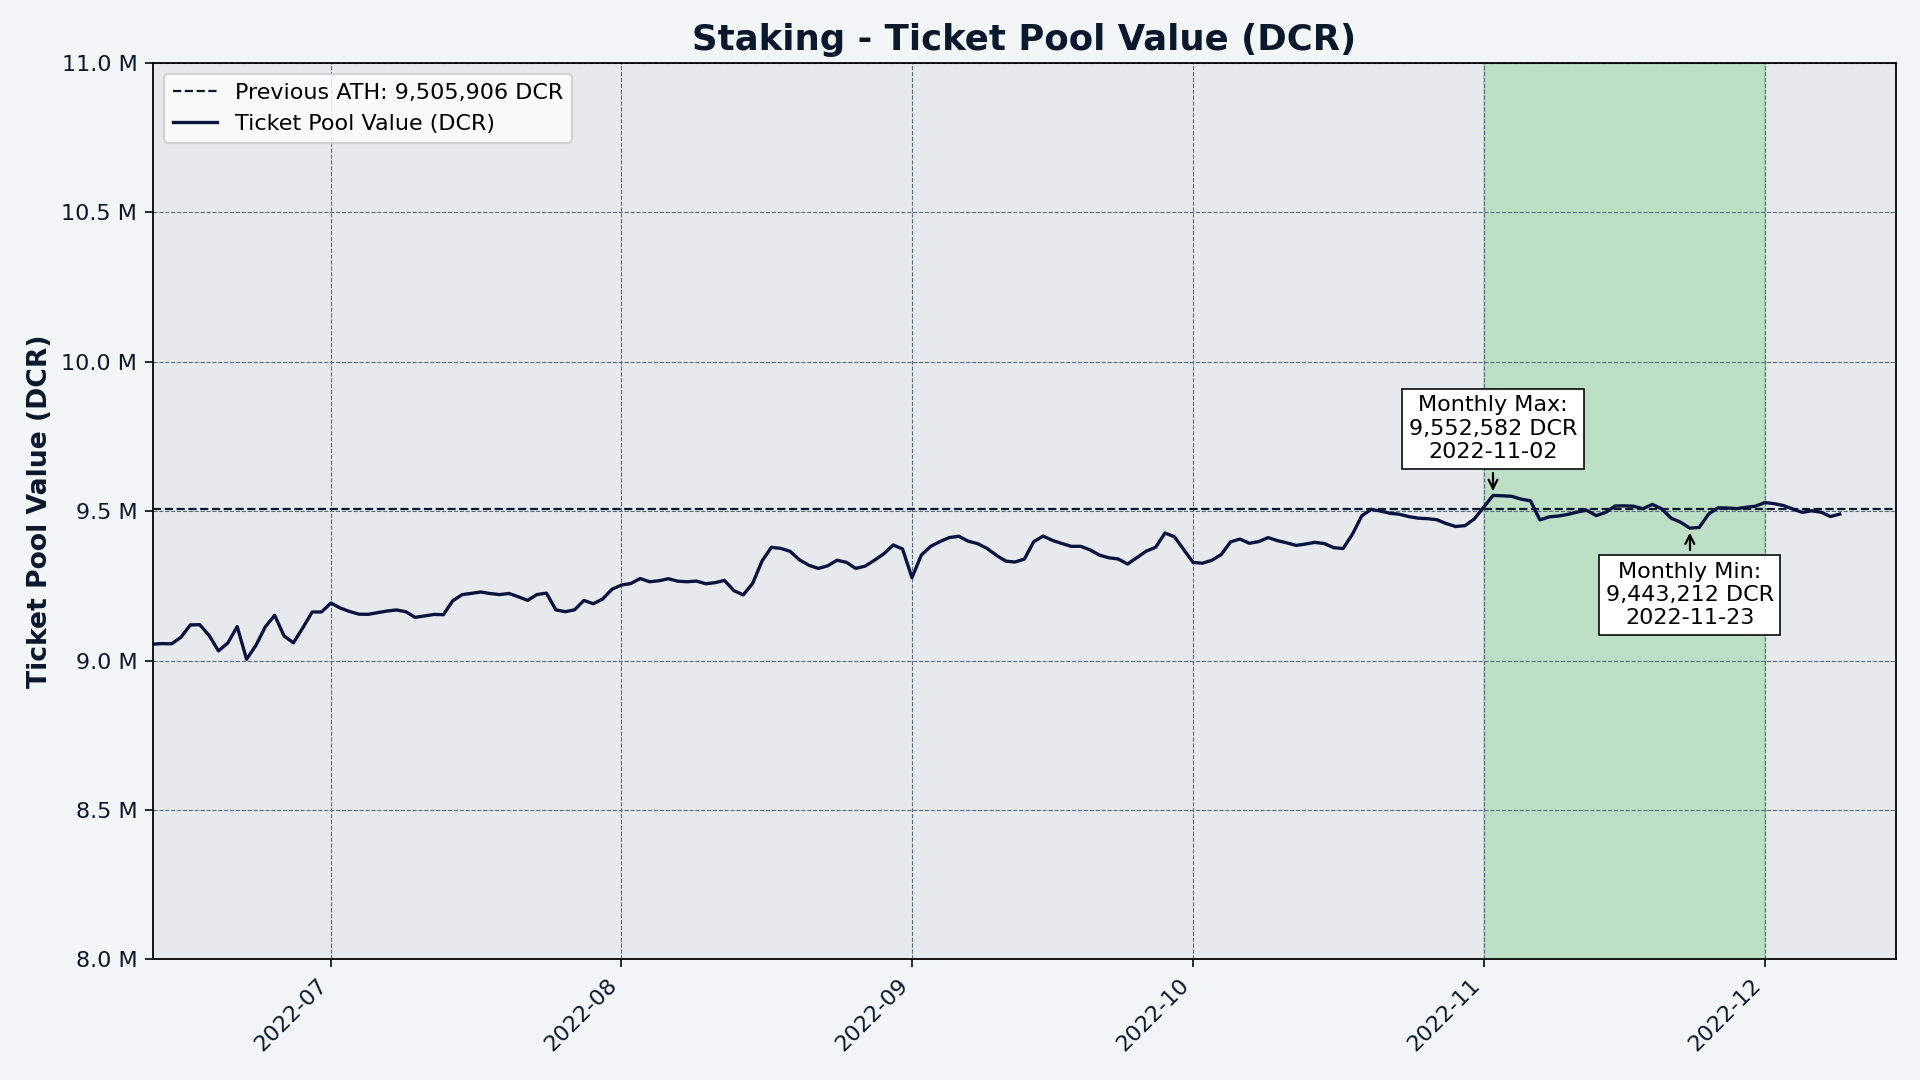 Staking - Ticket Pool Value (DCR)
Previous ATH: 9,505,906 DCR
Ticket Pool Value (DCR)
Ticket Pool Value (DCR)
11.0 M
10.5 M
10.0 M
9.5 M
9.0 M
8.5 M
8.0 M
Monthly Max:
9,552,582 DCR
2022-11-02
Monthly Min:
9,443,212 DCR
2022-11-23
2022-07
2022-08
2022-09
2022-10
2022-11
2022-12